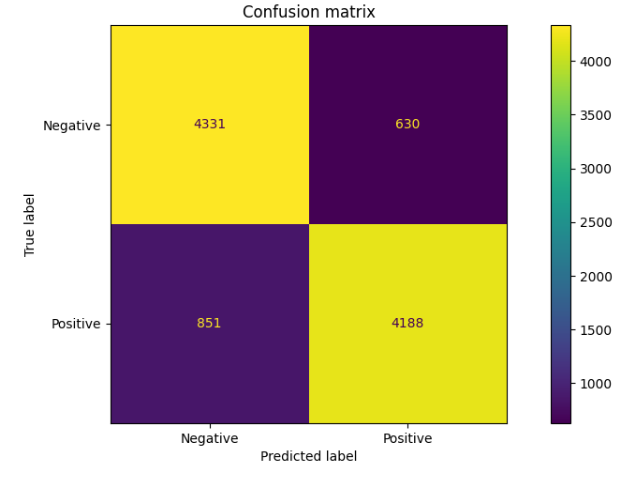 Confusion matrix
Negative
4331
630
Positive
851
4188
True label
Negative
Positive
Predicted label
4000
3500
3000
2500
2000
1500
1000